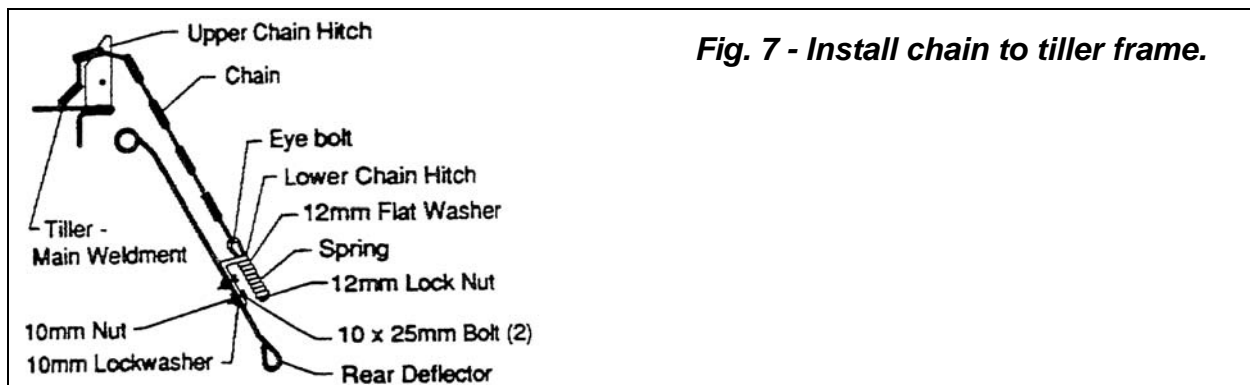 Fig. 7 - Install chain to tiller frame.
Upper Chain Hitch
Chain
Eye bolt
Lower Chain Hitch
12mm Flat Washer
Tiller -
Main Weldment
Spring
12mm Lock Nut
10mm Nut
10 x 25mm Bolt (2)
10mm Lockwasher
Rear Deflector